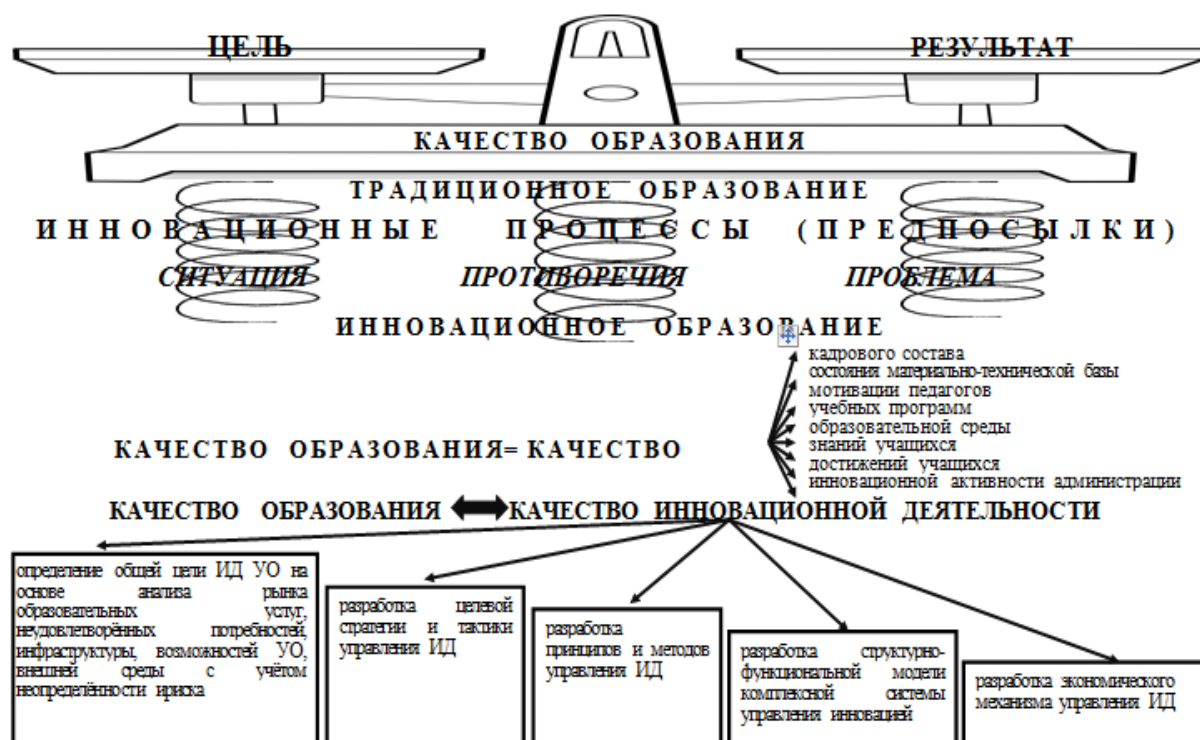 ЦЕЛЬ
РЕЗУЛЬТАТ
КАЧЕСТВО ОБРАЗОВАНИЯ
ТРАДИЦИОННОЕ ОБРАЗОВАНИЕ
ИННОВАЦИОННЫЕ ПРОЦЕССЫ (ПРЕДПОСЫЛКИ)
СИТУАЦИЯ ПРОТИВОРЕЧИЯ ПРОБЛЕМА
ИННОВАЦИОННОЕ ОБРАЗОВАНИЕ
кадрового состава
состояния материально-технической базы
мотивации педагогов
учебных программ
образовательной среды
знаний учащихся
достижений учащихся
инновационной активности администрации
КАЧЕСТВО ОБРАЗОВАНИЯ= КАЧЕСТВО
КАЧЕСТВО ОБРАЗОВАНИЯ КАЧЕСТВО ИННОВАЦИОННОЙ ДЕЯТЕЛЬНОСТИ
определение общей цели ИД УО на
основе анализа рынка
образовательных услуг,
неудовлетворённых потребностей,
инфраструктуры, возможностей УО,
внешней среды с учётом
неопределённости ириска
разработка целевой
стратегии и тактики
управления ИД
разработка
принципов и методов
управления ИД
разработка структурно-
функциональной модели
комплексной системы
управления инновацией
разработка экономического
механизма управления ИД